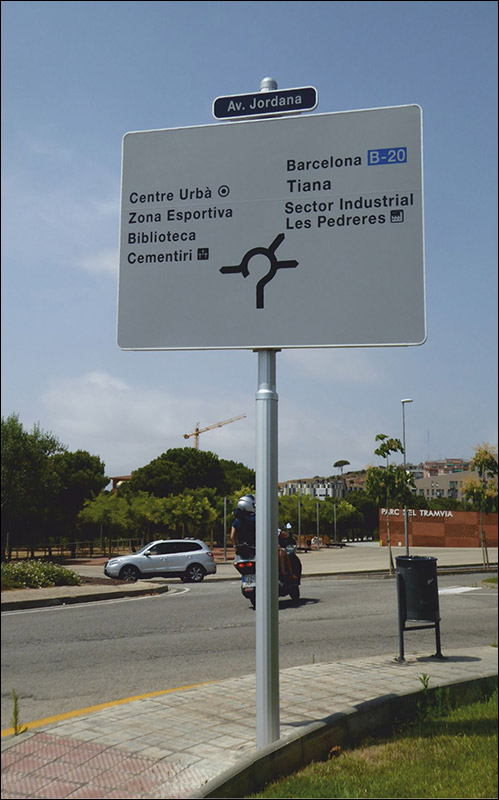 Av. Jordana
Centre Urbà
Zona Esportiva
Biblioteca
Cementiri
Barcelona B-20
Tiana
Sector Industrial
Les Pedreres
PARC DEL TRAMVIA